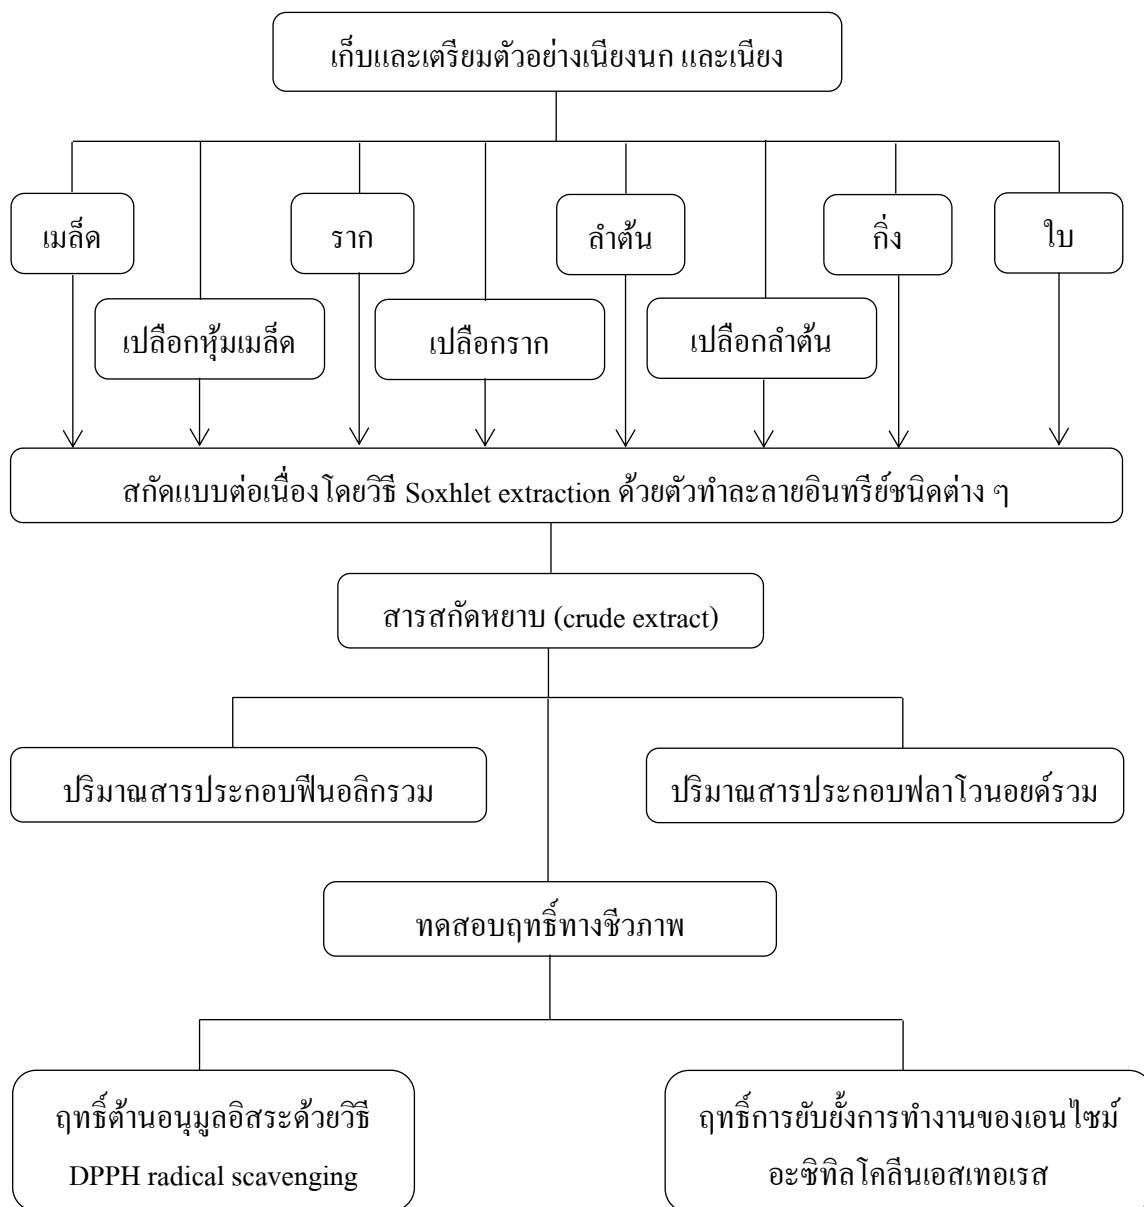 เก็บและเตรียมตัวอย่างเนียงนก และเนียง
เมล็ด
ราก
ลำต้น
กิ่ง
ใบ
เปลือกหุ้มเมล็ด
เปลือกราก
เปลือกลำต้น
สกัดแบบต่อเนื่องโดยวิธี Soxhlet extraction ด้วยตัวทำละลายอินทรีย์ชนิดต่าง ๆ
สารสกัดหยาบ (crude extract)
ปริมาณสารประกอบฟีนอลิกรวม
ปริมาณสารประกอบฟลาโวนอยด์รวม
ทดสอบฤทธิ์ทางชีวภาพ
ฤทธิ์ต้านอนุมูลอิสระด้วยวิธี
DPPH radical scavenging
ฤทธิ์การยับยั้งการทำงานของเอนไซม์
อะซิทิลโคลีนเอสเทอเรส